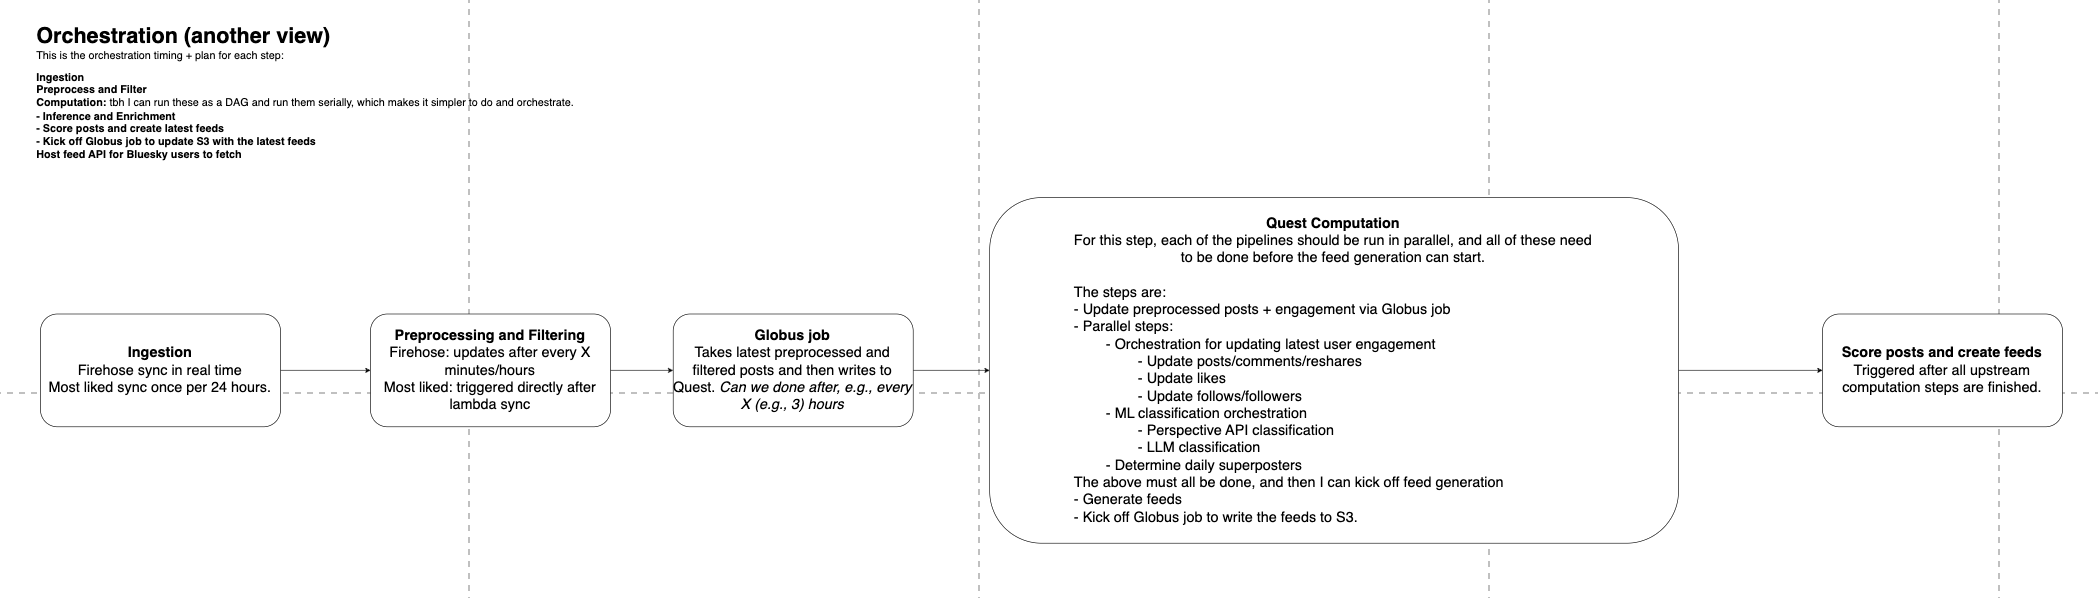 Orchestration (another view)
This is the orchestration timing + plan for each step:
Ingestion
Preprocess and Filter
Computation: tbh I can run these as a DAG and run them serially, which makes it simpler to do and orchestrate.
- Inference and Enrichment
- Score posts and create latest feeds
- Kick off Globus job to update S3 with the latest feeds
Host feed API for Bluesky users to fetch
Ingestion
Firehose sync in real time
Most liked sync once per 24 hours.
Preprocessing and Filtering
Firehose: updates after every X
minutes/hours
Most liked: triggered directly after
lambda sync
Globus job
Takes latest preprocessed and
filtered posts and then writes to
Quest. Can we done after, e.g., every
X (e.g., 3) hours
Quest Computation
For this step, each of the pipelines should be run in parallel, and all of these need
to be done before the feed generation can start.
The steps are:
- Update preprocessed posts + engagement via Globus job
- Parallel steps:
- Orchestration for updating latest user engagement
- Update posts/comments/reshares
- Update likes
- Update follows/followers
- ML classification orchestration
- Perspective API classification
- LLM classification
- Determine daily superposters
The above must all be done, and then I can kick off feed generation
- Generate feeds
- Kick off Globus job to write the feeds to S3.
Score posts and create feeds
Triggered after all upstream
computation steps are finished.